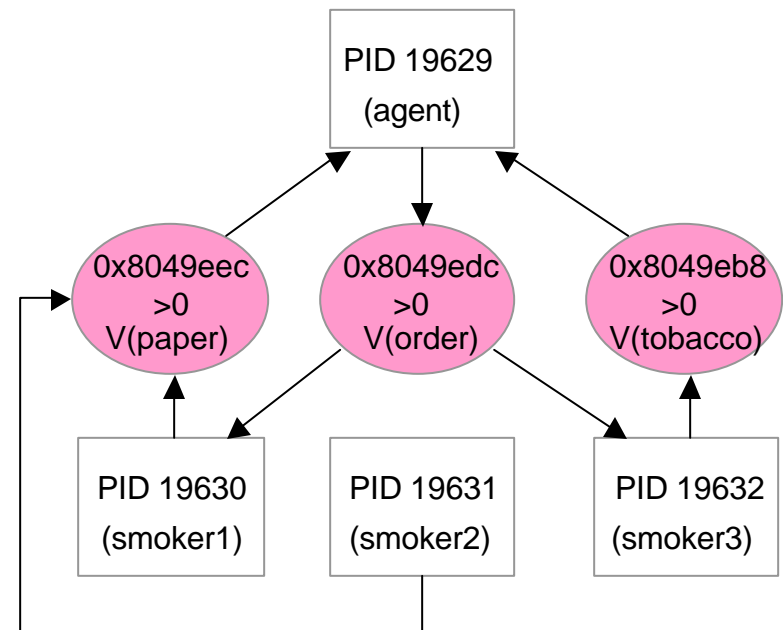 PID 19629
(agent)
0x8049eec
>0
V(paper)
0x8049edc
>0
V(order)
0x8049eb8
>0
V(tobacco)
PID 19630
(smoker1)
PID 19631
(smoker2)
PID 19632
(smoker3)